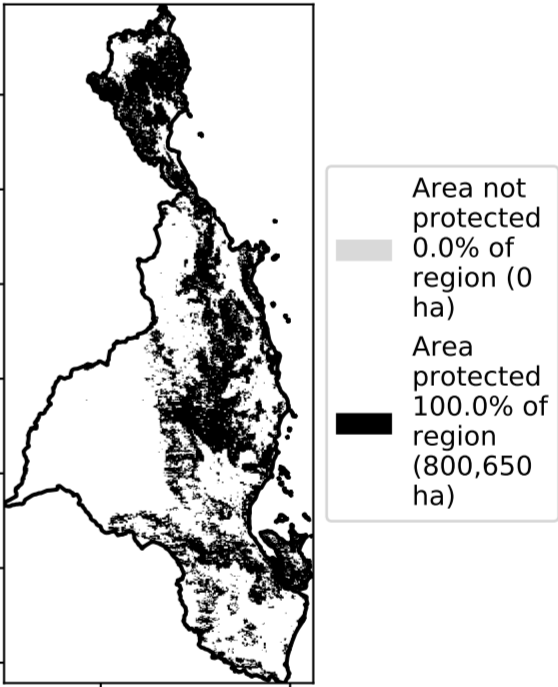 Area not
protected
0.0% of
region (0
ha)
Area
protected
100.0% of
region
(800,650
ha)